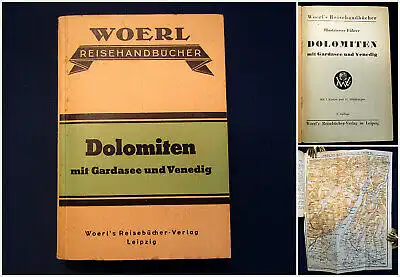 WOERL
REISEHANDBÜCHER
Dolomiten
mit Gardasee und Venedig
Woerl's Reisebücher-Verlag
Leipzig
Woerl's Reisehandbücher
Illustrierter Führer
DOLOMITEN
mit Gardasee und Venedig
Woerl's Reisebücher-Verlag in Leipzig